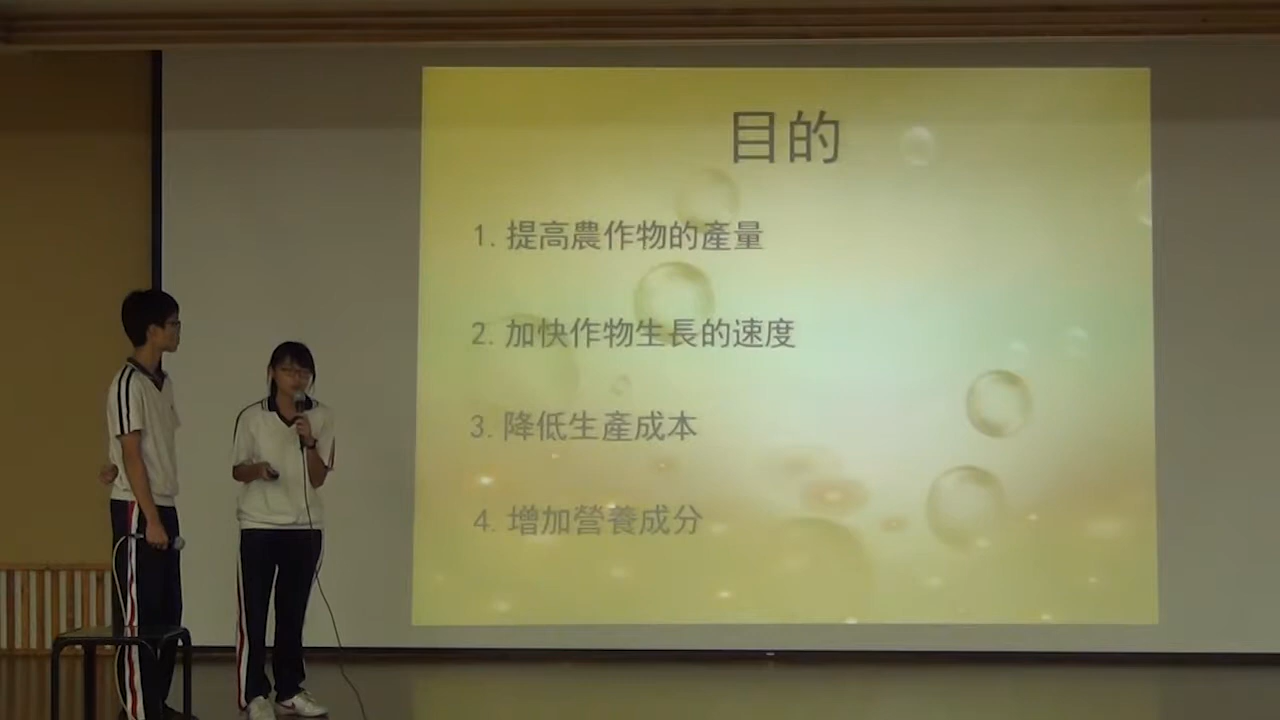 目的
1. 提高農作物的產量
2. 加快作物生長的速度
3. 降低生產成本
4. 增加營養成分